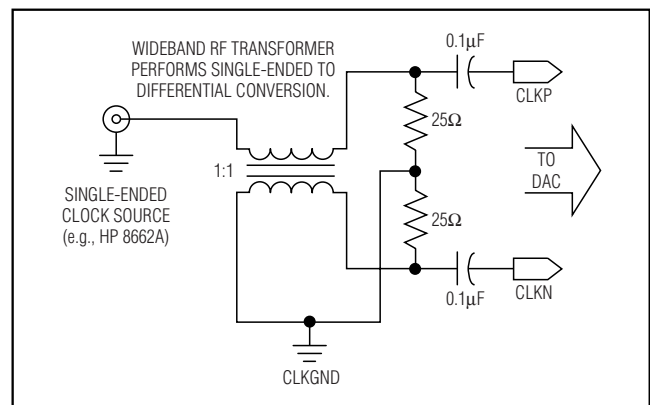 WIDEBAND RF TRANSFORMER
PERFORMS SINGLE-ENDED TO
DIFFERENTIAL CONVERSION.
0.1μF
CLKP
25Ω
1:1
TO
DAC
SINGLE-ENDED
CLOCK SOURCE
(e.g., HP 8662A)
25Ω
0.1μF
CLKN
CLKGND